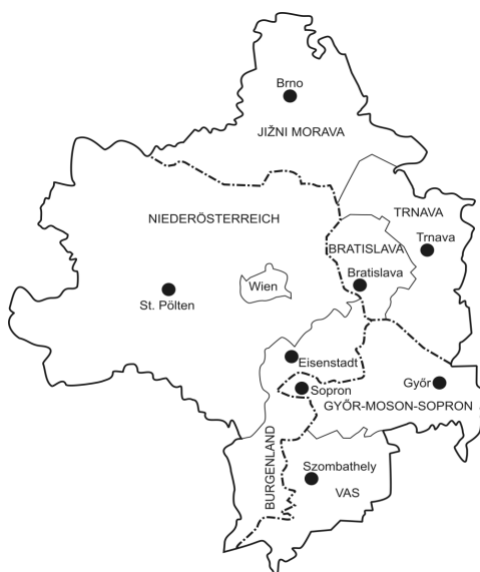 Brno
JIŽNI MORAVA
TRNAVA
NIEDERÖSTERREICH
Trnava
BRATISLAVA
Bratislava
Wien
St. Pölten
Eisenstadt
Győr
Sopron
GYŐR-MOSON-SOPRON
BURGENLAND
Szombathely
VAS